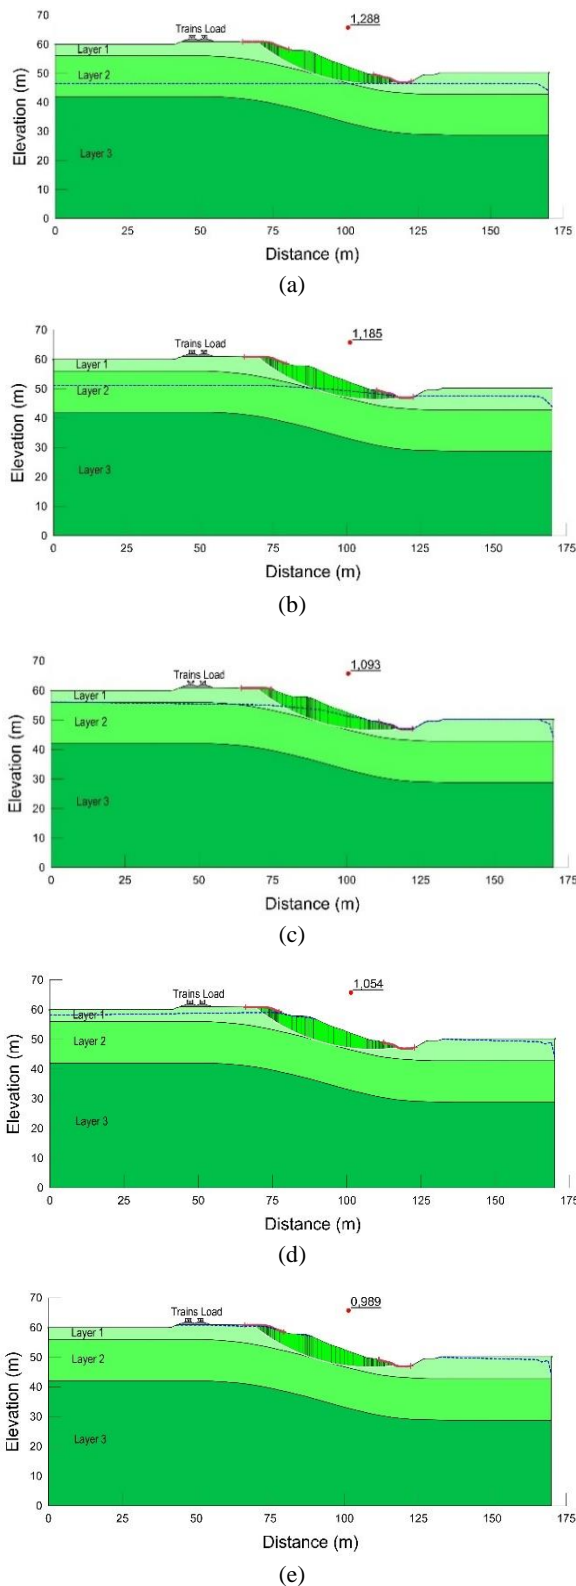 1,288
Trains Load
70
60
50
40
30
20
10
0
Elevation (m)
Layer 1
Layer 2
Layer 3
0 25 50 75 100 125 150 175
Distance (m)
(a)
1,185
Trains Load
70
60
50
40
30
20
10
0
Elevation (m)
Layer 1
Layer 2
Layer 3
0 25 50 75 100 125 150 175
Distance (m)
(b)
1,093
Trains Load
70
60
50
40
30
20
10
0
Elevation (m)
Layer 1
Layer 2
Layer 3
0 25 50 75 100 125 150 175
Distance (m)
(c)
1,054
Trains Load
70
60
50
40
30
20
10
0
Elevation (m)
Layer 1
Layer 2
Layer 3
0 25 50 75 100 125 150 175
Distance (m)
(d)
0,989
Trains Load
70
60
50
40
30
20
10
0
Elevation (m)
Layer 1
Layer 2
Layer 3
0 25 50 75 100 125 150 175
Distance (m)
(e)